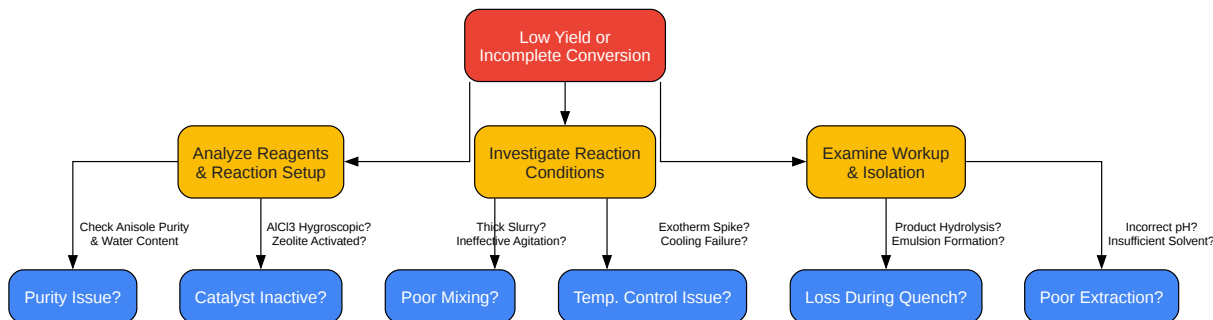 Low Yield or
Incomplete Conversion
Analyze Reagents
& Reaction Setup
Investigate Reaction
Conditions
Examine Workup
& Isolation
Check Anisole Purity
& Water Content
AlCl3 Hygroscopic?
Zeolite Activated?
Thick Slurry?
Ineffective Agitation?
Exotherm Spike?
Cooling Failure?
Product Hydrolysis?
Emulsion Formation?
Incorrect pH?
Insufficient Solvent?
Purity Issue?
Catalyst Inactive?
Poor Mixing?
Temp. Control Issue?
Loss During Quench?
Poor Extraction?